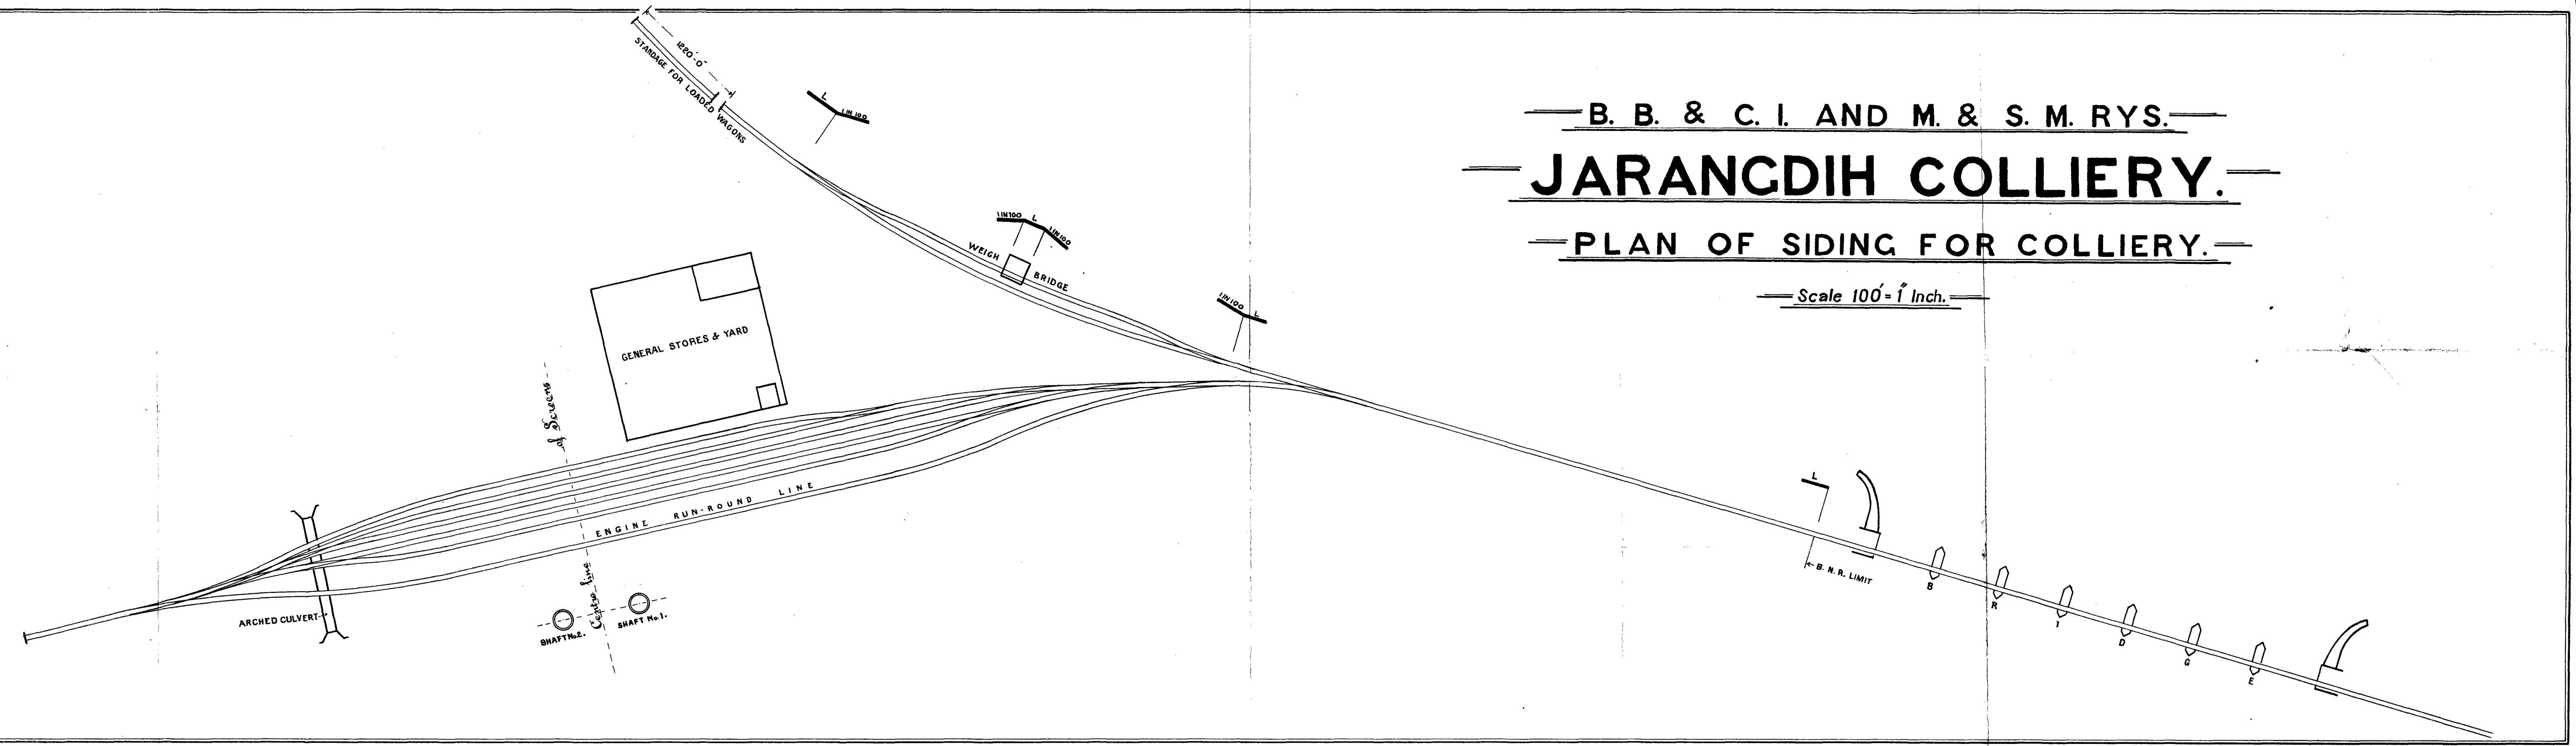 B. B. & C. I. AND M. & S. M. RYS.
JARANGDIH COLLIERY.
PLAN OF SIDING FOR COLLIERY.
Scale 100' = 1" Inch.
1220'-0"
STANDAGE FOR LOADED WAGONS
L
1 IN 100
1 IN 100
L
1 IN 100
WEIGH BRIDGE
1 IN 100
L
GENERAL STORES & YARD
Centre line of Screens
ENGINE RUN-ROUND LINE
ARCHED CULVERT
SHAFT No 2.
SHAFT No 1.
L
B. N. R. LIMIT
B
R
I
D
G
E